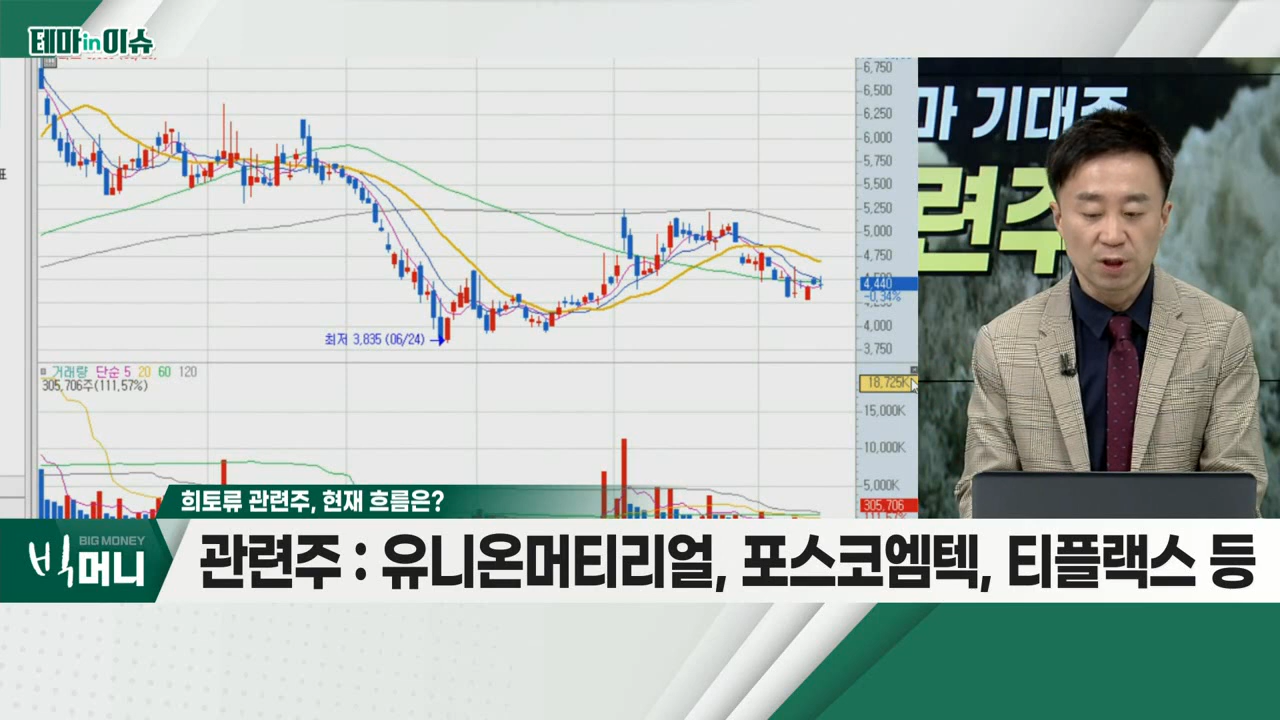 테마in이슈
6,750
6,500
6,250
6,000
5,750
5,500
5,250
5,000
4,750
4,440
-0.34%
4,000
3,750
최저 3,835 (06/24)
거래량 단순 5 20 60 120
305,706주(111,57%)
18,725K
15,000K
10,000K
5,000K
305,706
마 기대주
련주
희토류 관련주, 현재 흐름은?
BIG MONEY
빅머니
관련주 : 유니온머티리얼, 포스코엠텍, 티플랙스 등